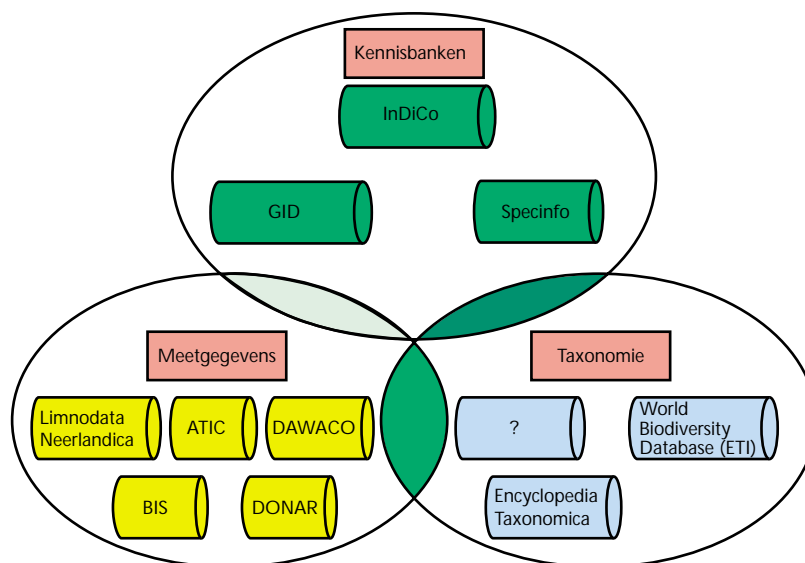 Kennisbanken
InDiCo
GID
Specinfo
Meetgegevens
Limnodata
Neerlandica
ATIC
DAWACO
BIS
DONAR
Taxonomie
?
World
Biodiversity
Database (ETI)
Encyclopedia
Taxonomica